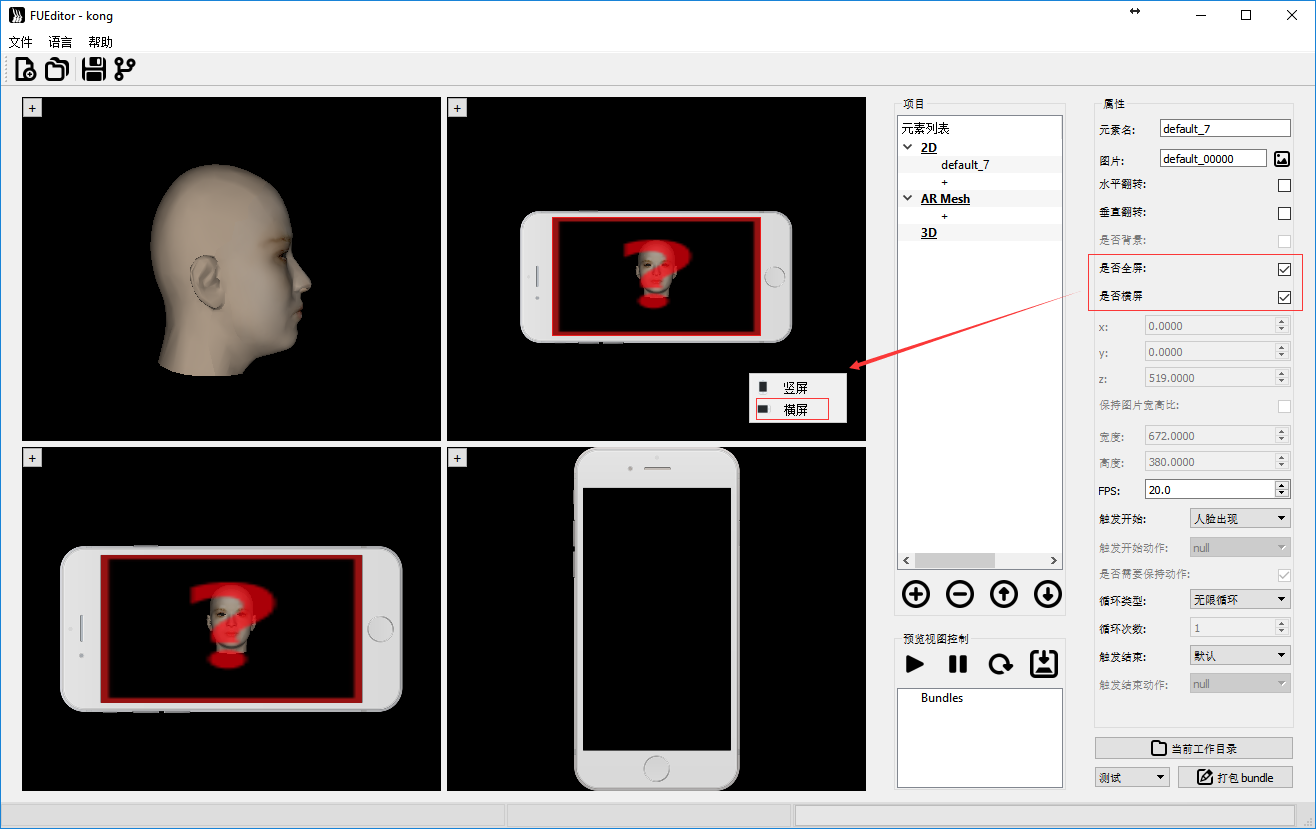 FUEditor - kong
文件 语言 帮助
+
+
+
+
竖屏
横屏
项目
元素列表
2D
default_7
+
AR Mesh
+
3D
预览视图控制
Bundles
属性
元素名: default_7
图片: default_00000
水平翻转:
垂直翻转:
是否背景:
是否全屏:
是否横屏
x: 0.0000
y: 0.0000
z: 519.0000
保持图片宽高比:
宽度: 672.0000
高度: 380.0000
FPS: 20.0
触发开始: 人脸出现
触发开始动作: null
是否需要保持动作:
循环类型: 无限循环
循环次数: 1
触发结束: 默认
触发结束动作: null
当前工作目录
测试 打包 bundle